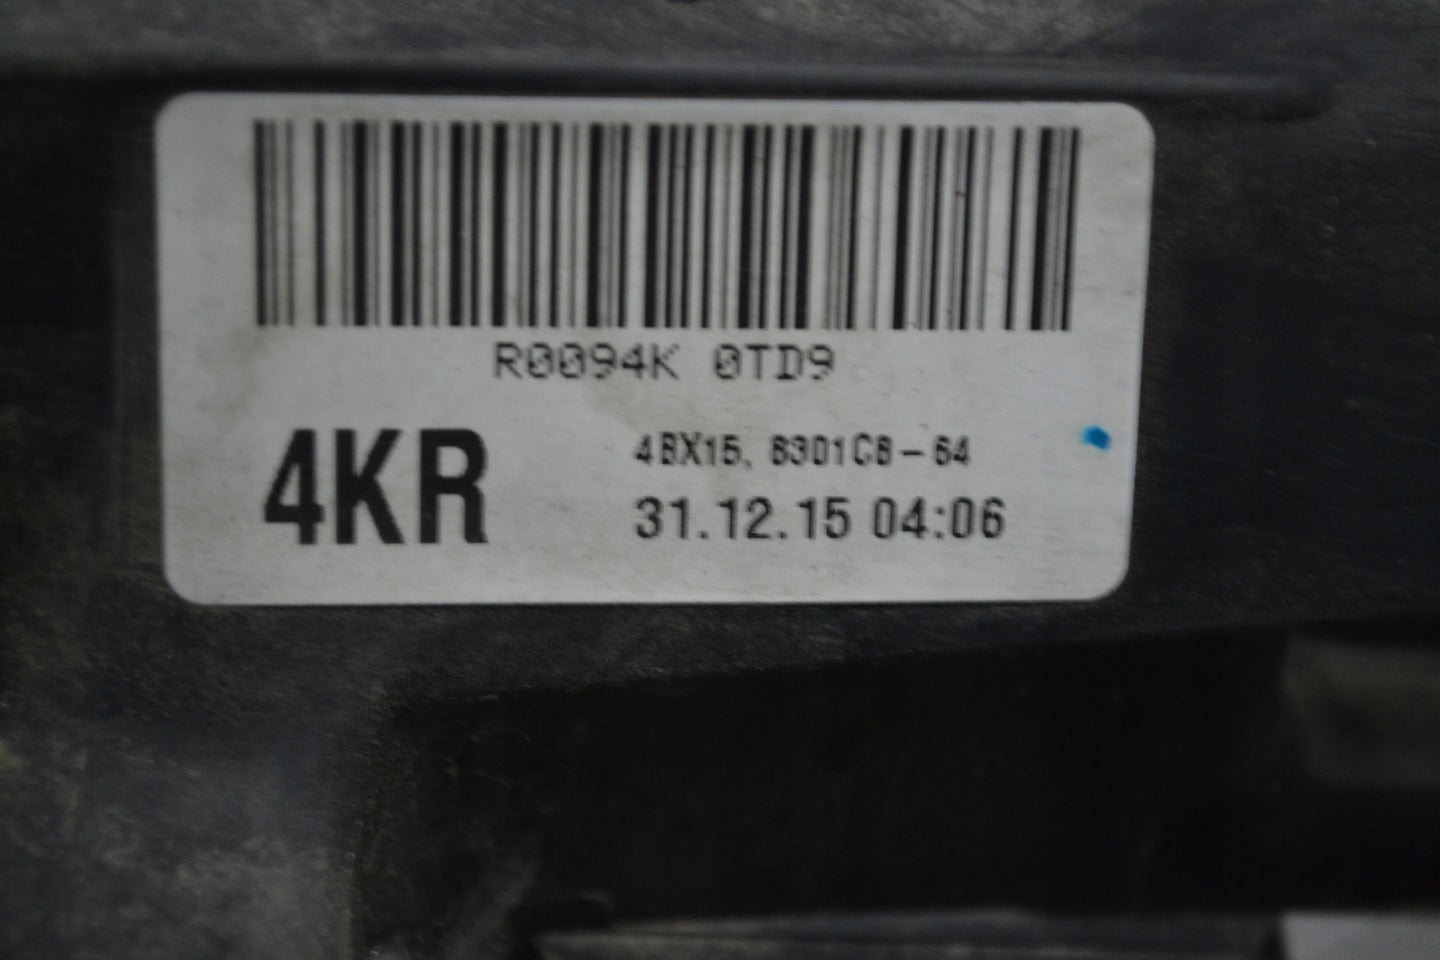 R0094K 0TD9
4KR
4BX15, 8301C8-64
31.12.15 04:06